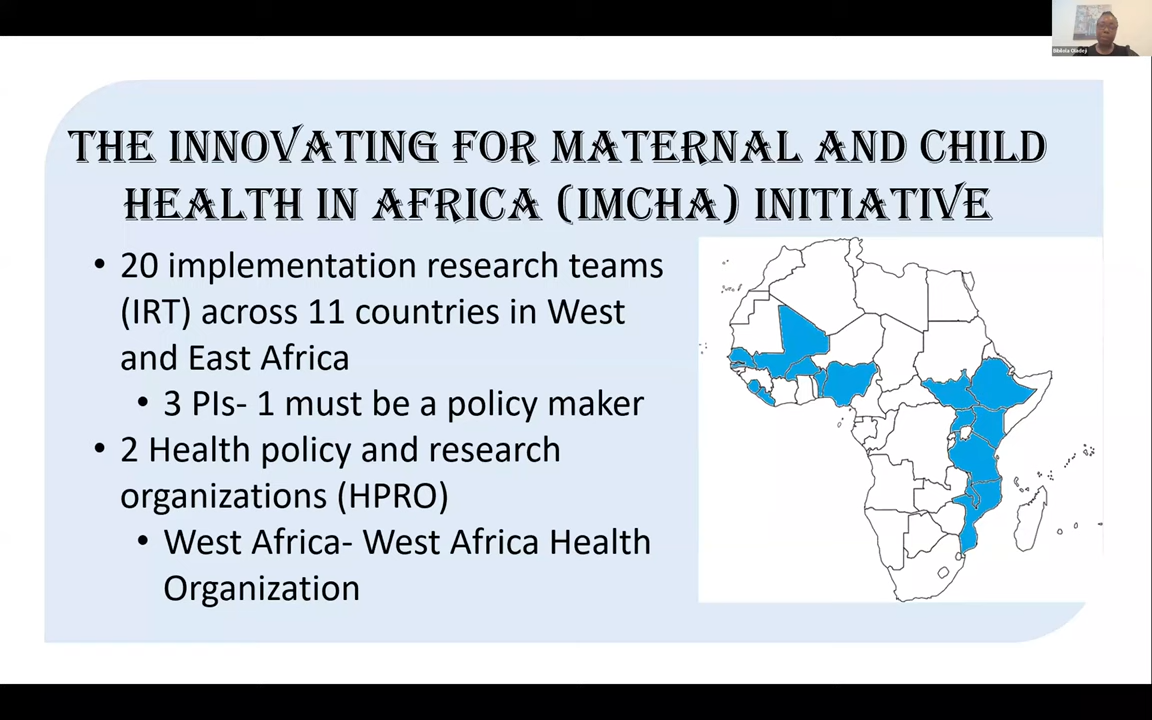 THE INNOVATING FOR MATERNAL AND CHILD
HEALTH IN AFRICA (IMCHA) INITIATIVE
• 20 implementation research teams
(IRT) across 11 countries in West
and East Africa
• 3 PIs- 1 must be a policy maker
• 2 Health policy and research
organizations (HPRO)
• West Africa- West Africa Health
Organization